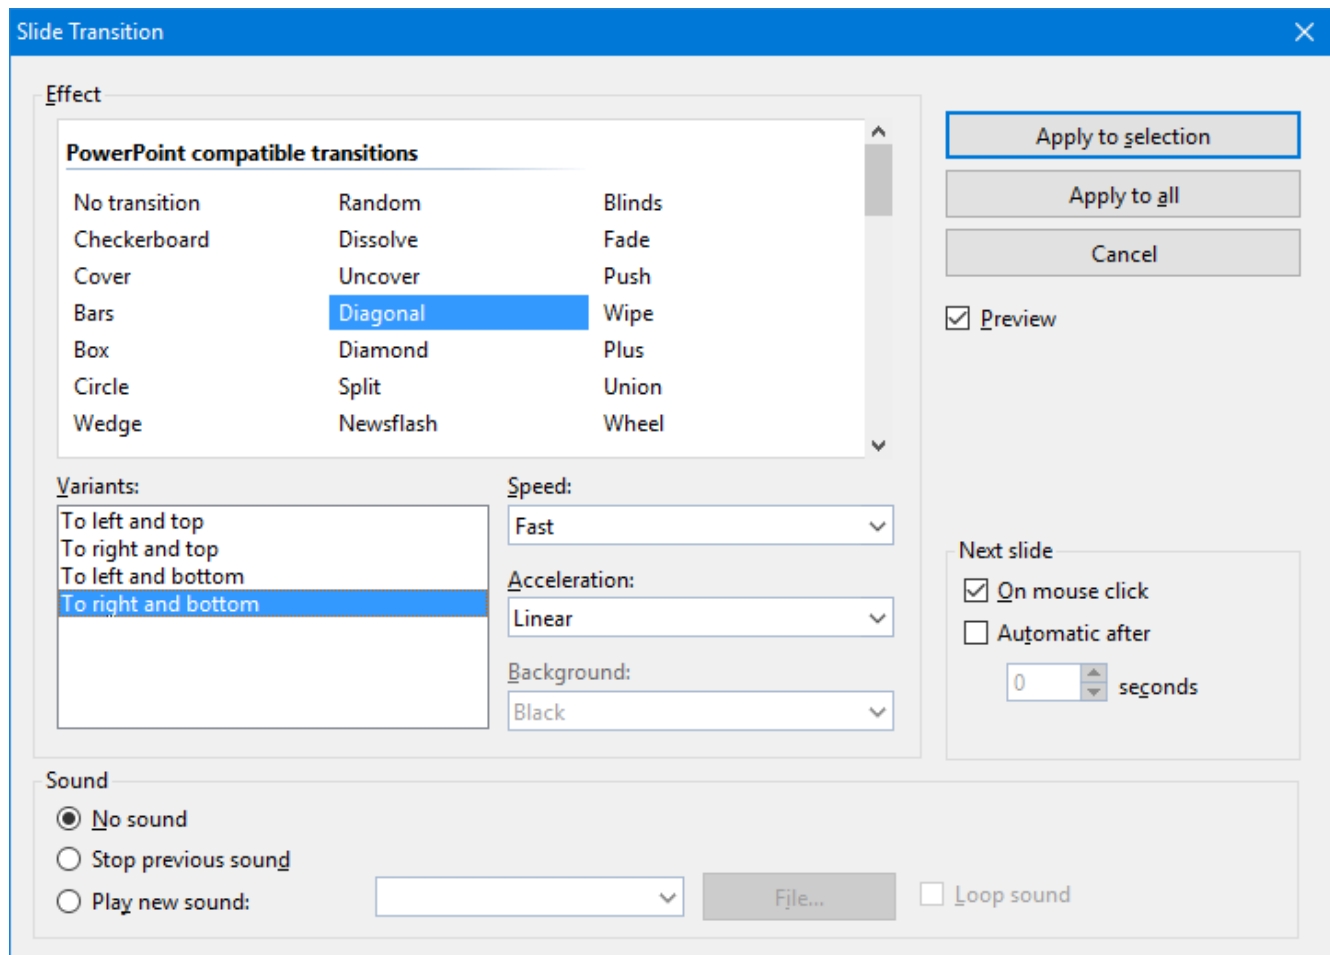 Slide Transition
Effect
PowerPoint compatible transitions
No transition Random Blinds
Checkerboard Dissolve Fade
Cover Uncover Push
Bars Diagonal Wipe
Box Diamond Plus
Circle Split Union
Wedge Newsflash Wheel
Apply to selection
Apply to all
Cancel
Preview
Variants:
To left and top
To right and top
To left and bottom
To right and bottom
Speed:
Fast
Acceleration:
Linear
Background:
Black
Next slide
On mouse click
Automatic after
0 seconds
Sound
No sound
Stop previous sound
Play new sound: File... Loop sound